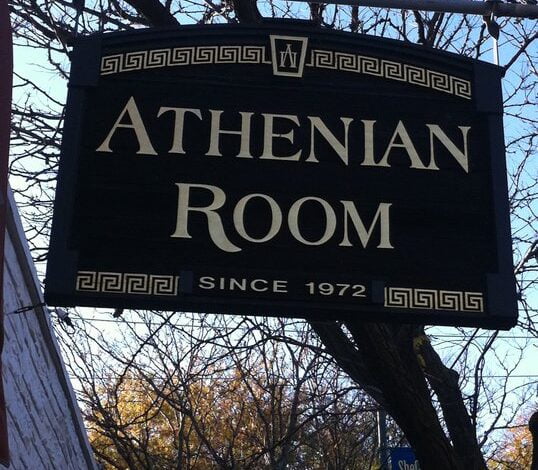 A
ATHENIAN
ROOM
SINCE 1972